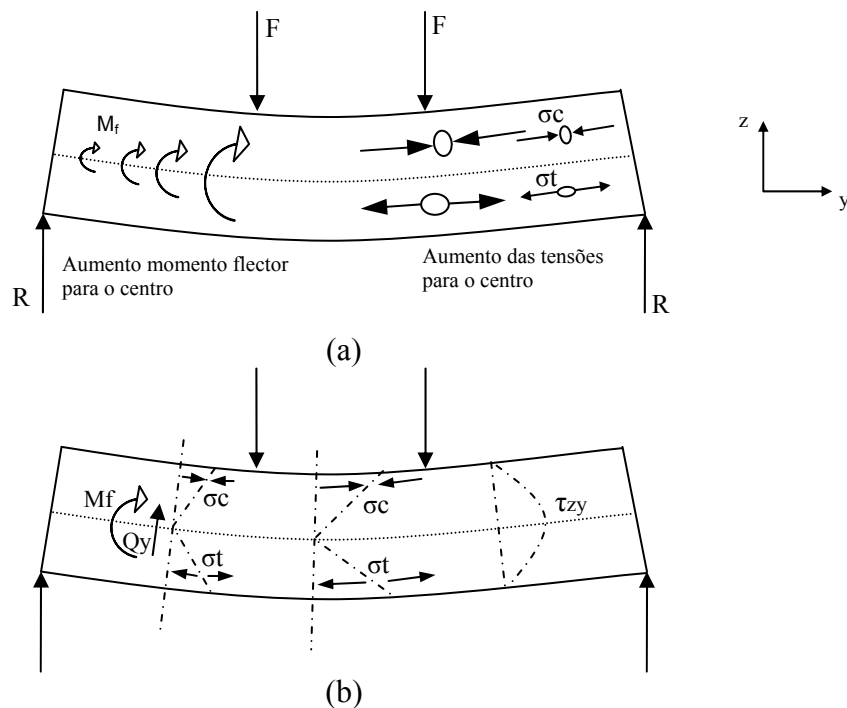 F
F
M_f
σc
σt
z
y
Aumento momento flector
para o centro
Aumento das tensões
para o centro
R
R
(a)
Mf
Qy
σc
σt
σc
σt
τzy
(b)